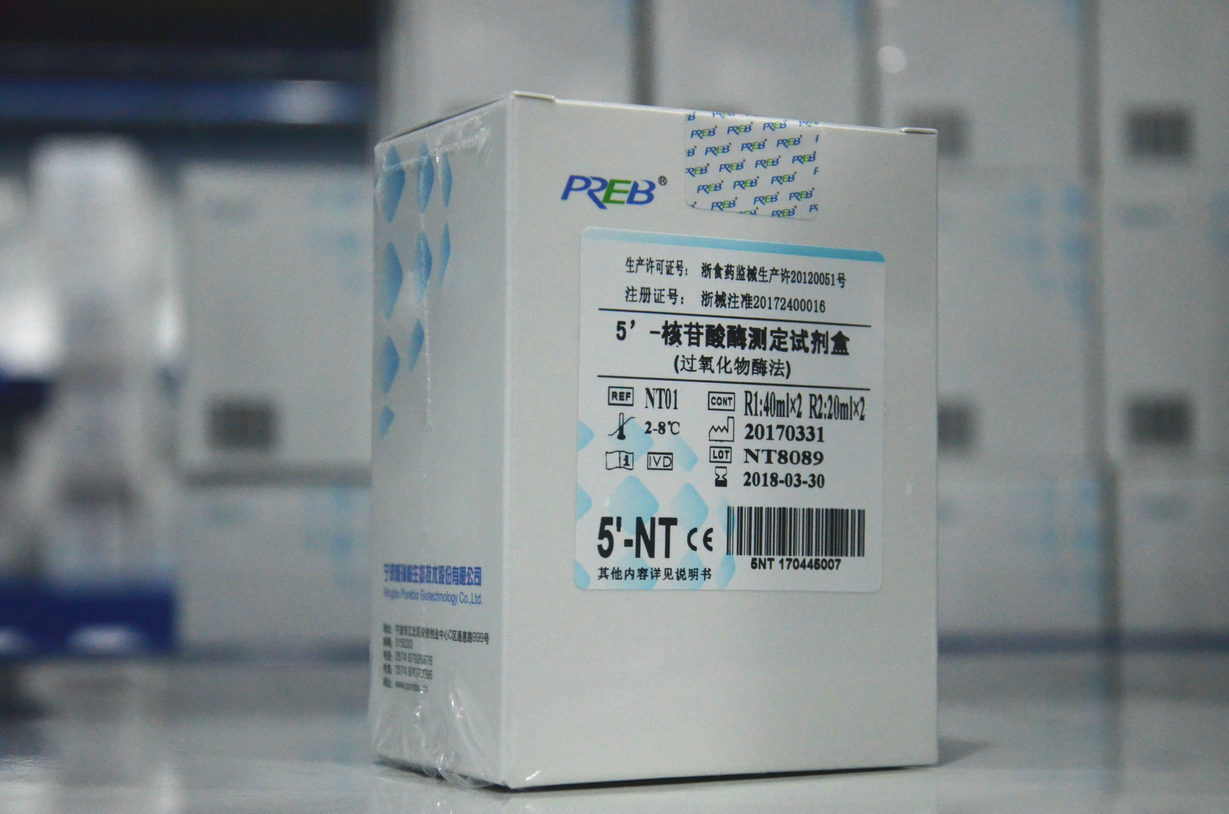 PREB®
生产许可证号： 浙食药监械生产许20120051号
注册证号： 浙械注准20172400016
5’-核苷酸酶测定试剂盒
(过氧化物酶法)
REF NT01 CONT R1:40ml×2 R2:20ml×2
2-8℃ 20170331
IVD LOT NT8089
2018-03-30
5'-NT CE
5NT 170445007
其他内容详见说明书
生物技术股份有限公司
Ningbo Purebio Biotechnology Co.,Ltd.